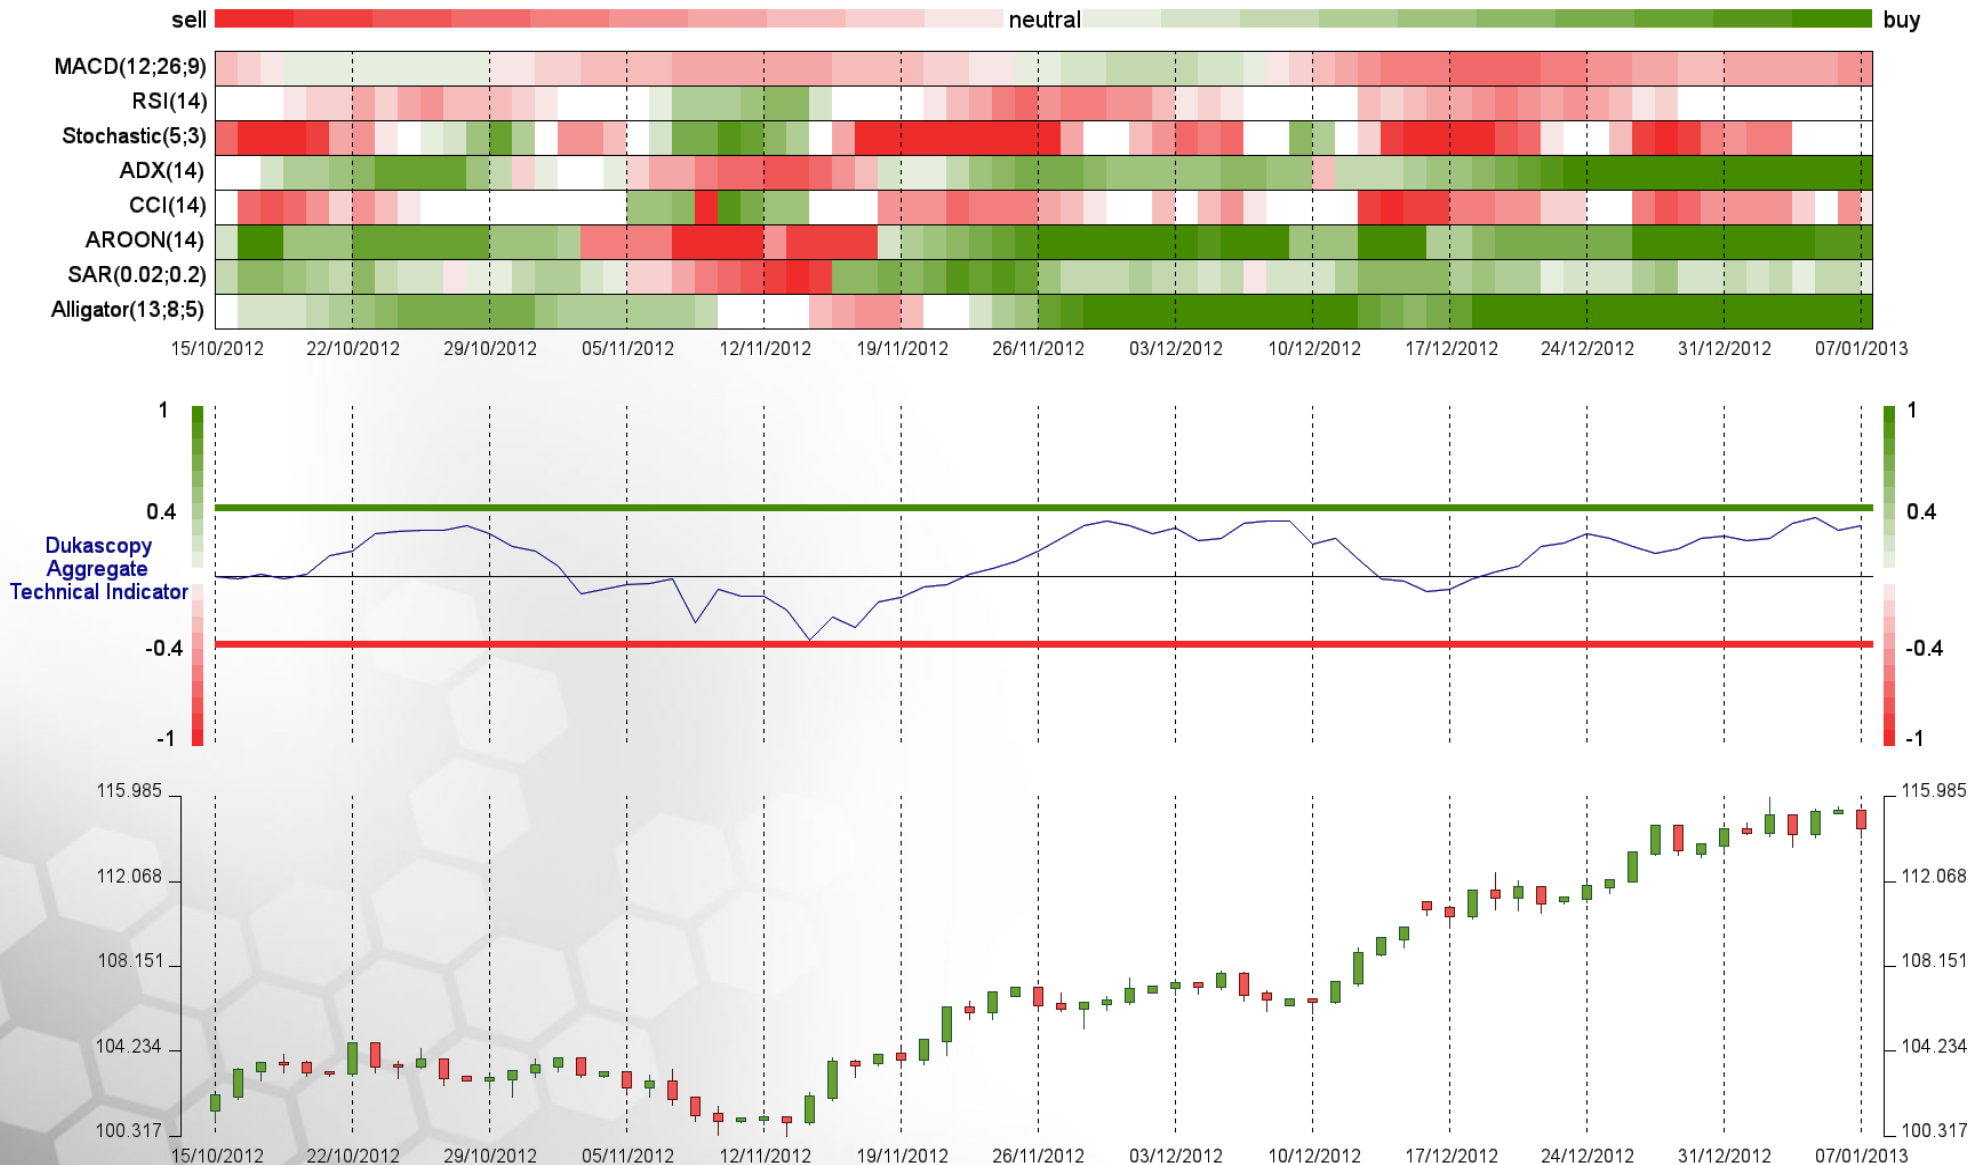 sell neutral buy
MACD(12;26;9)
RSI(14)
Stochastic(5;3)
ADX(14)
CCI(14)
AROON(14)
SAR(0.02;0.2)
Alligator(13;8;5)
15/10/2012 22/10/2012 29/10/2012 05/11/2012 12/11/2012 19/11/2012 26/11/2012 03/12/2012 10/12/2012 17/12/2012 24/12/2012 31/12/2012 07/01/2013
1 1
0.4 0.4
Dukascopy
Aggregate
Technical Indicator
-0.4 -0.4
-1 -1
115.985 115.985
112.068 112.068
108.151 108.151
104.234 104.234
100.317 100.317
15/10/2012 22/10/2012 29/10/2012 05/11/2012 12/11/2012 19/11/2012 26/11/2012 03/12/2012 10/12/2012 17/12/2012 24/12/2012 31/12/2012 07/01/2013